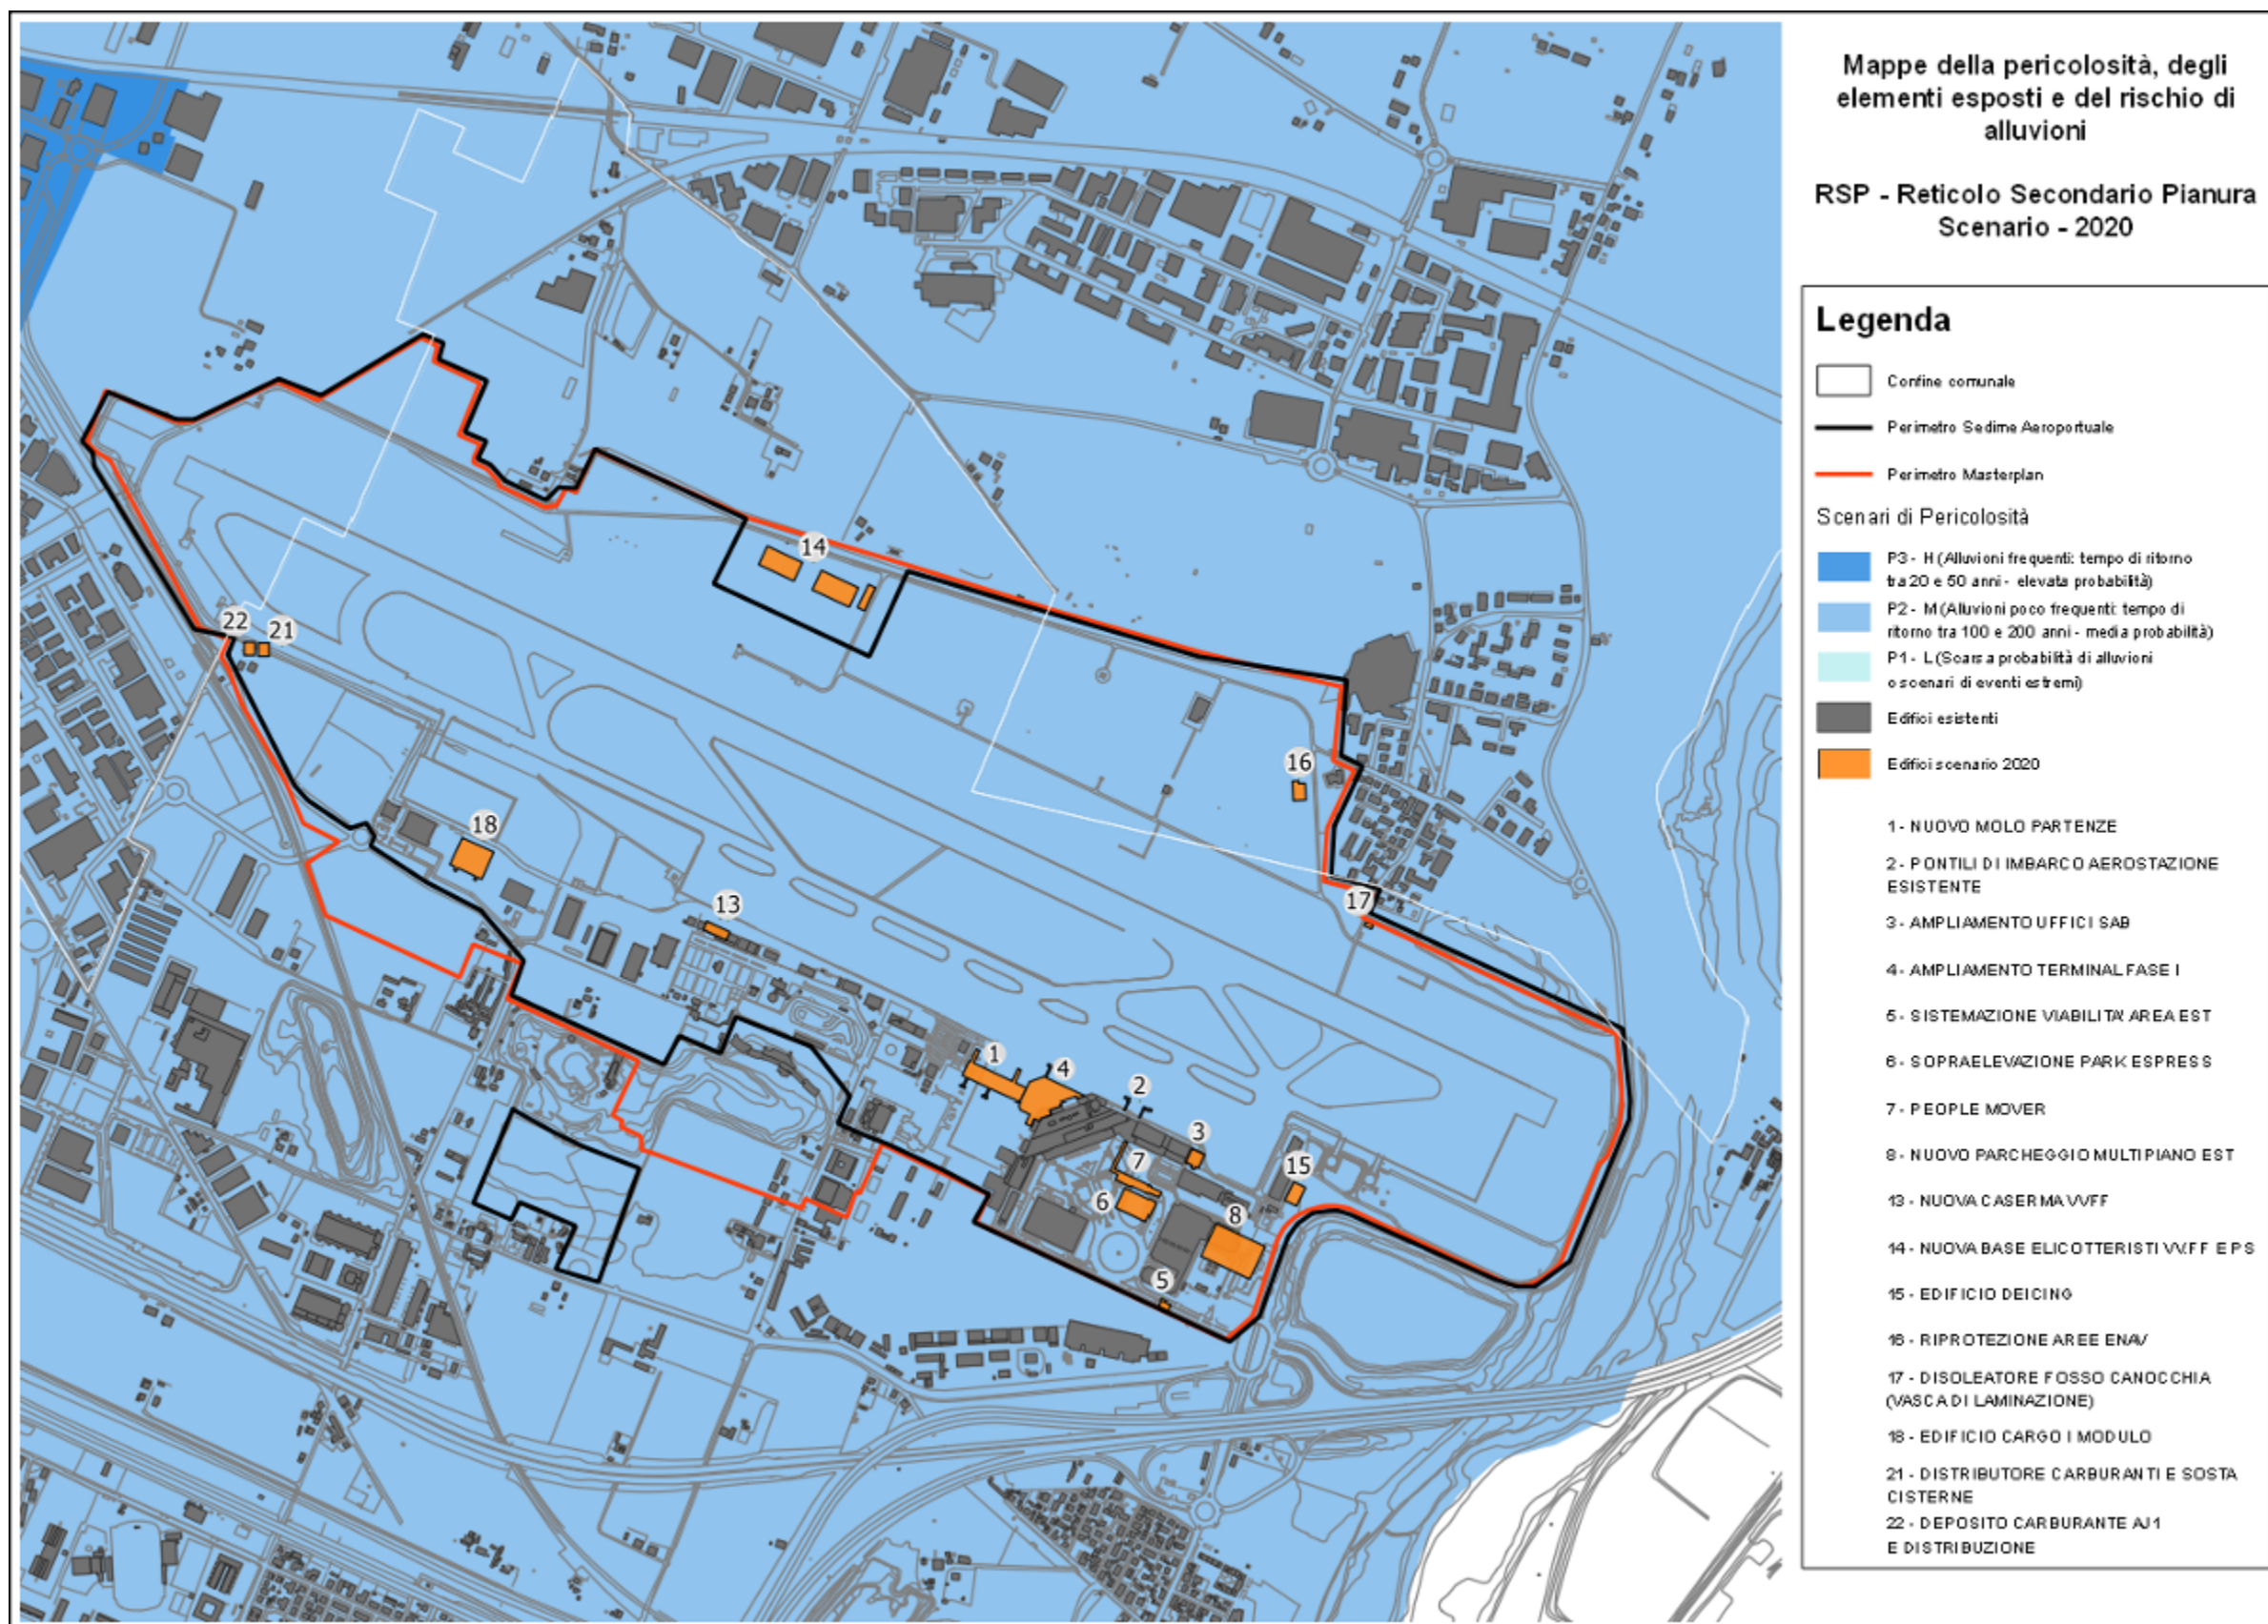 Mappe della pericolosità, degli
elementi esposti e del rischio di
alluvioni
RSP - Reticolo Secondario Pianura
Scenario - 2020
Legenda
Confine comunale
Perimetro Sedime Aeroportuale
Perimetro Masterplan
Scenari di Pericolosità
P3 - H (Alluvioni frequenti: tempo di ritorno
tra 20 e 50 anni - elevata probabilità)
P2 - M (Alluvioni poco frequenti: tempo di
ritorno tra 100 e 200 anni - media probabilità)
P1 - L (Scarsa probabilità di alluvioni
o scenari di eventi estremi)
Edifici esistenti
Edifici scenario 2020
1 - NUOVO MOLO PARTENZE
2 - PONTILI DI IMBARCO AEROSTAZIONE
ESISTENTE
3 - AMPLIAMENTO UFFICI SAB
4 - AMPLIAMENTO TERMINAL FASE I
5 - SISTEMAZIONE VIABILITA' AREA EST
6 - SOPRAELEVAZIONE PARK ESPRESS
7 - PEOPLE MOVER
8 - NUOVO PARCHEGGIO MULTIPIANO EST
13 - NUOVA CASERMA VVFF
14 - NUOVA BASE ELICOTTERISTI VV.FF E PS
15 - EDIFICIO DEICING
16 - RIPROTEZIONE AREE ENAV
17 - DISOLEATORE FOSSO CANOCCHIA
(VASCA DI LAMINAZIONE)
18 - EDIFICIO CARGO I MODULO
21 - DISTRIBUTORE CARBURANTI E SOSTA
CISTERNE
22 - DEPOSITO CARBURANTE AJ1
E DISTRIBUZIONE
14
22
21
16
18
13
17
1
4
2
3
7
15
6
8
5